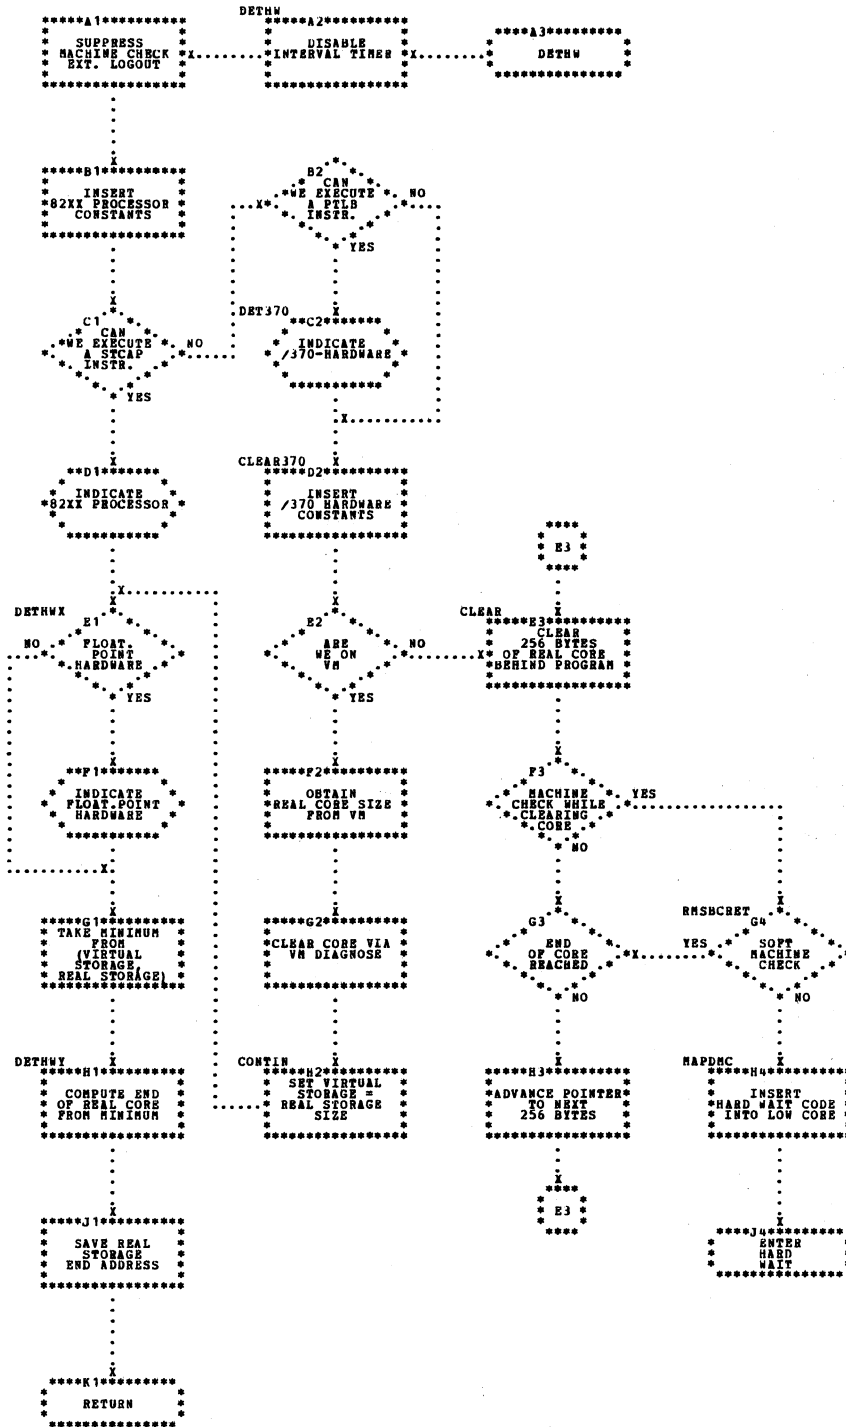 DETHW
A1
SUPPRESS
MACHINE CHECK
EXT. LOGOUT
A2
DISABLE
INTERVAL TIMER
A3
DETHW
B1
INSERT
82XX PROCESSOR
CONSTANTS
B2
CAN
WE EXECUTE
A PTLB
INSTR.
NO
YES
C1
CAN
WE EXECUTE
A STCAP
INSTR.
NO
YES
DET370
C2
INDICATE
/370-HARDWARE
D1
INDICATE
82XX PROCESSOR
CLEAR370
D2
INSERT
/370 HARDWARE
CONSTANTS
E3
DETHWX
E1
FLOAT.
POINT
HARDWARE
NO
YES
E2
ARE
WE ON
VM
NO
YES
CLEAR
E3
CLEAR
256 BYTES
OF REAL CORE
BEHIND PROGRAM
F1
INDICATE
FLOAT.POINT
HARDWARE
F2
OBTAIN
REAL CORE SIZE
FROM VM
F3
MACHINE
CHECK WHILE
CLEARING
CORE
YES
NO
G1
TAKE MINIMUM
FROM
(VIRTUAL
STORAGE,
REAL STORAGE)
G2
CLEAR CORE VIA
VM DIAGNOSE
G3
END
OF CORE
REACHED
NO
RMSBCRET
G4
YES
SOFT
MACHINE
CHECK
NO
DETHWY
H1
COMPUTE END
OF REAL CORE
FROM MINIMUM
CONTIN
H2
SET VIRTUAL
STORAGE =
REAL STORAGE
SIZE
H3
ADVANCE POINTER
TO NEXT
256 BYTES
MAPDMC
H4
INSERT
HARD WAIT CODE
INTO LOW CORE
E3
J1
SAVE REAL
STORAGE
END ADDRESS
J4
ENTER
HARD
WAIT
K1
RETURN